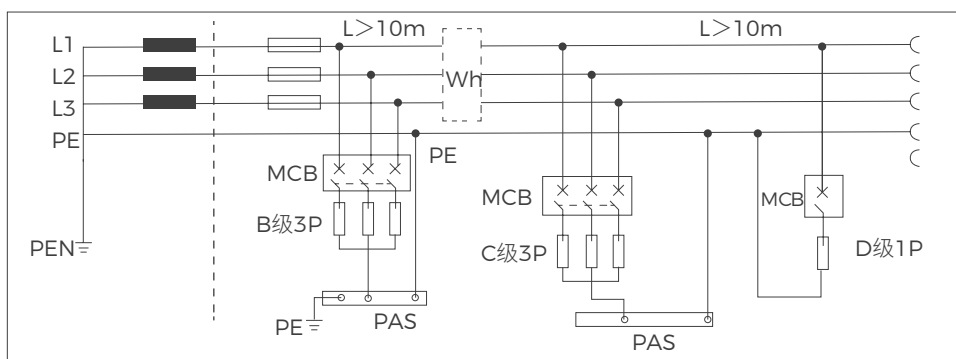 L>10m
L>10m
L1
L2
Wh
L3
PE
PE
MCB
MCB
MCB
B级3P
C级3P
D级1P
PEN
PE
PAS
PAS